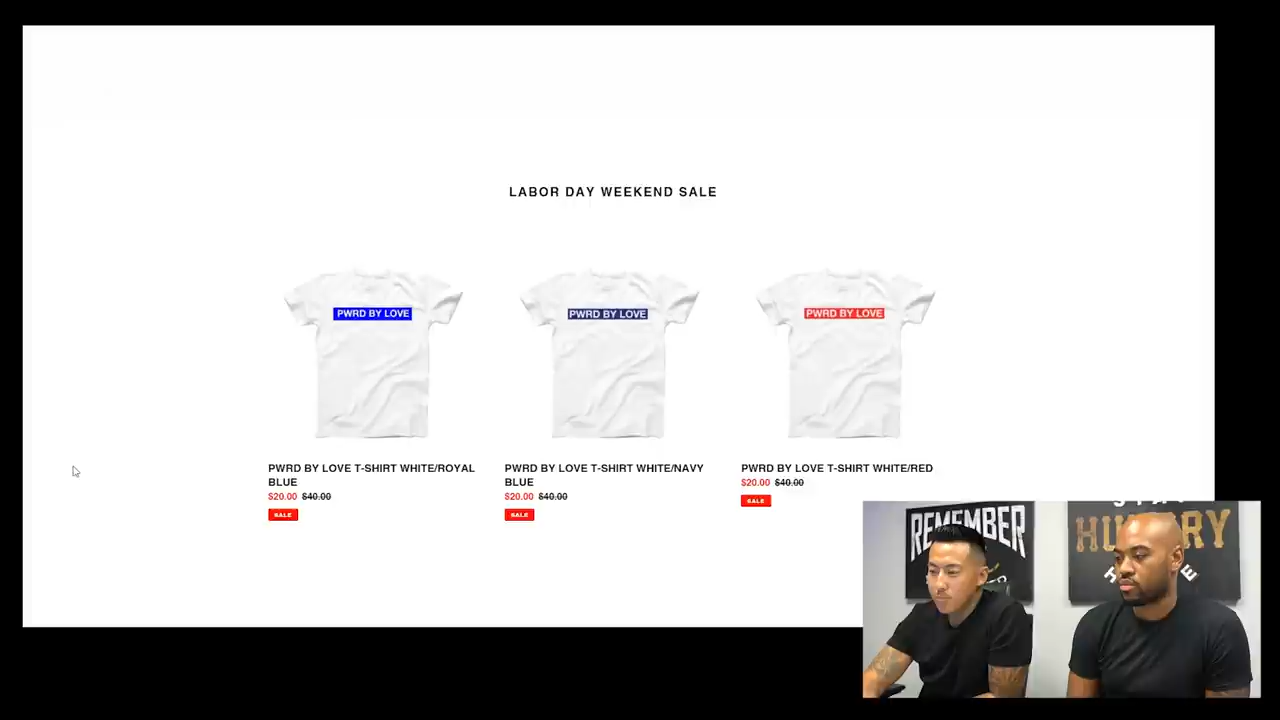 LABOR DAY WEEKEND SALE
PWRD BY LOVE
PWRD BY LOVE
PWRD BY LOVE
PWRD BY LOVE T-SHIRT WHITE/ROYAL
BLUE
$20.00 $40.00
SALE
PWRD BY LOVE T-SHIRT WHITE/NAVY
BLUE
$20.00 $40.00
SALE
PWRD BY LOVE T-SHIRT WHITE/RED
$20.00 $40.00
SALE
REMEMBER